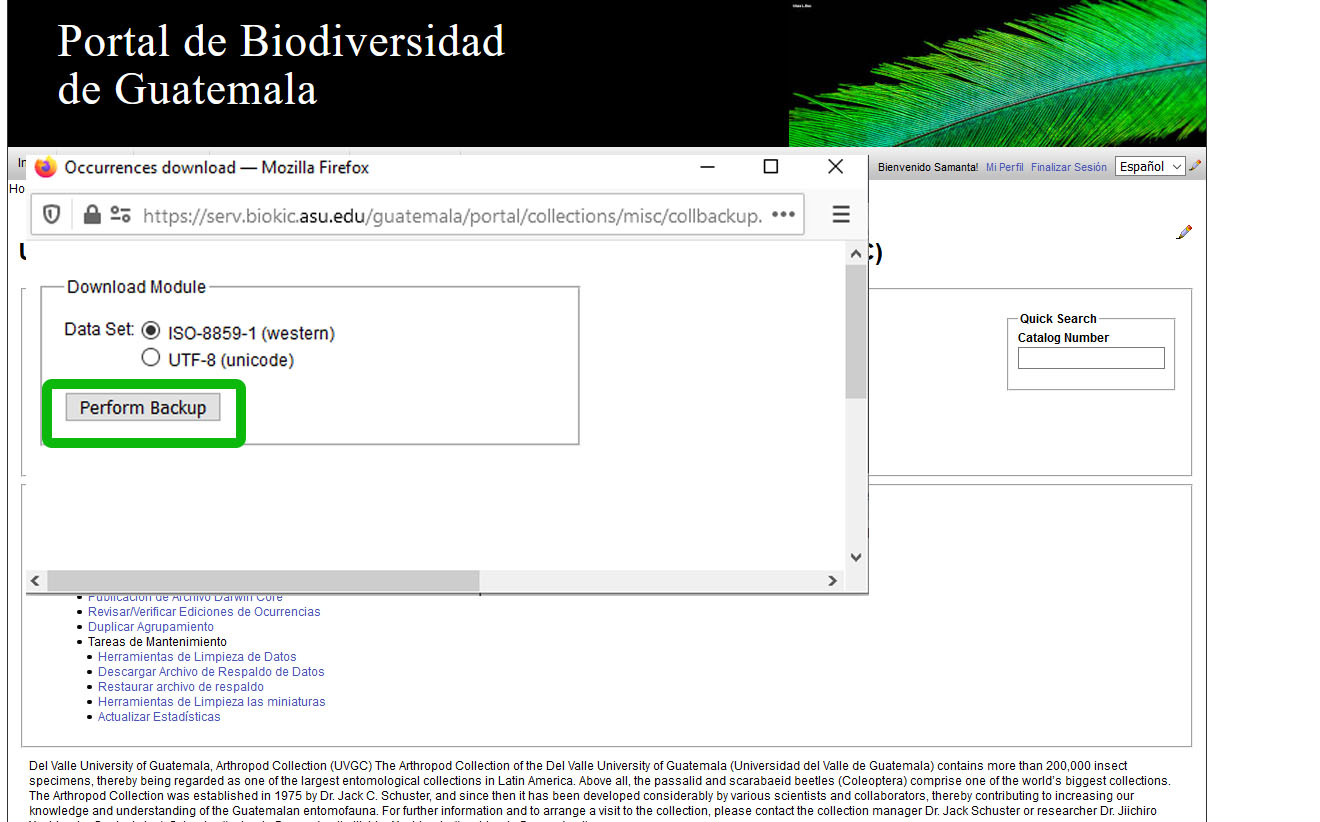 Portal de Biodiversidad
de Guatemala
Bienvenido Samanta! Mi Perfil Finalizar Sesión Español
Occurrences download — Mozilla Firefox
https://serv.biokic.asu.edu/guatemala/portal/collections/misc/collbackup.
Download Module
Data Set: ISO-8859-1 (western)
UTF-8 (unicode)
Perform Backup
Quick Search
Catalog Number
Publicación de Archivo Darwin Core
Revisar/Verificar Ediciones de Ocurrencias
Duplicar Agrupamiento
Tareas de Mantenimiento
Herramientas de Limpieza de Datos
Descargar Archivo de Respaldo de Datos
Restaurar archivo de respaldo
Herramientas de Limpieza las miniaturas
Actualizar Estadísticas
Del Valle University of Guatemala, Arthropod Collection (UVGC) The Arthropod Collection of the Del Valle University of Guatemala (Universidad del Valle de Guatemala) contains more than 200,000 insect
specimens, thereby being regarded as one of the largest entomological collections in Latin America. Above all, the passalid and scarabaeid beetles (Coleoptera) comprise one of the world's biggest collections.
The Arthropod Collection was established in 1975 by Dr. Jack C. Schuster, and since then it has been developed considerably by various scientists and collaborators, thereby contributing to increasing our
knowledge and understanding of the Guatemalan entomofauna. For further information and to arrange a visit to the collection, please contact the collection manager Dr. Jack Schuster or researcher Dr. Jiichiro